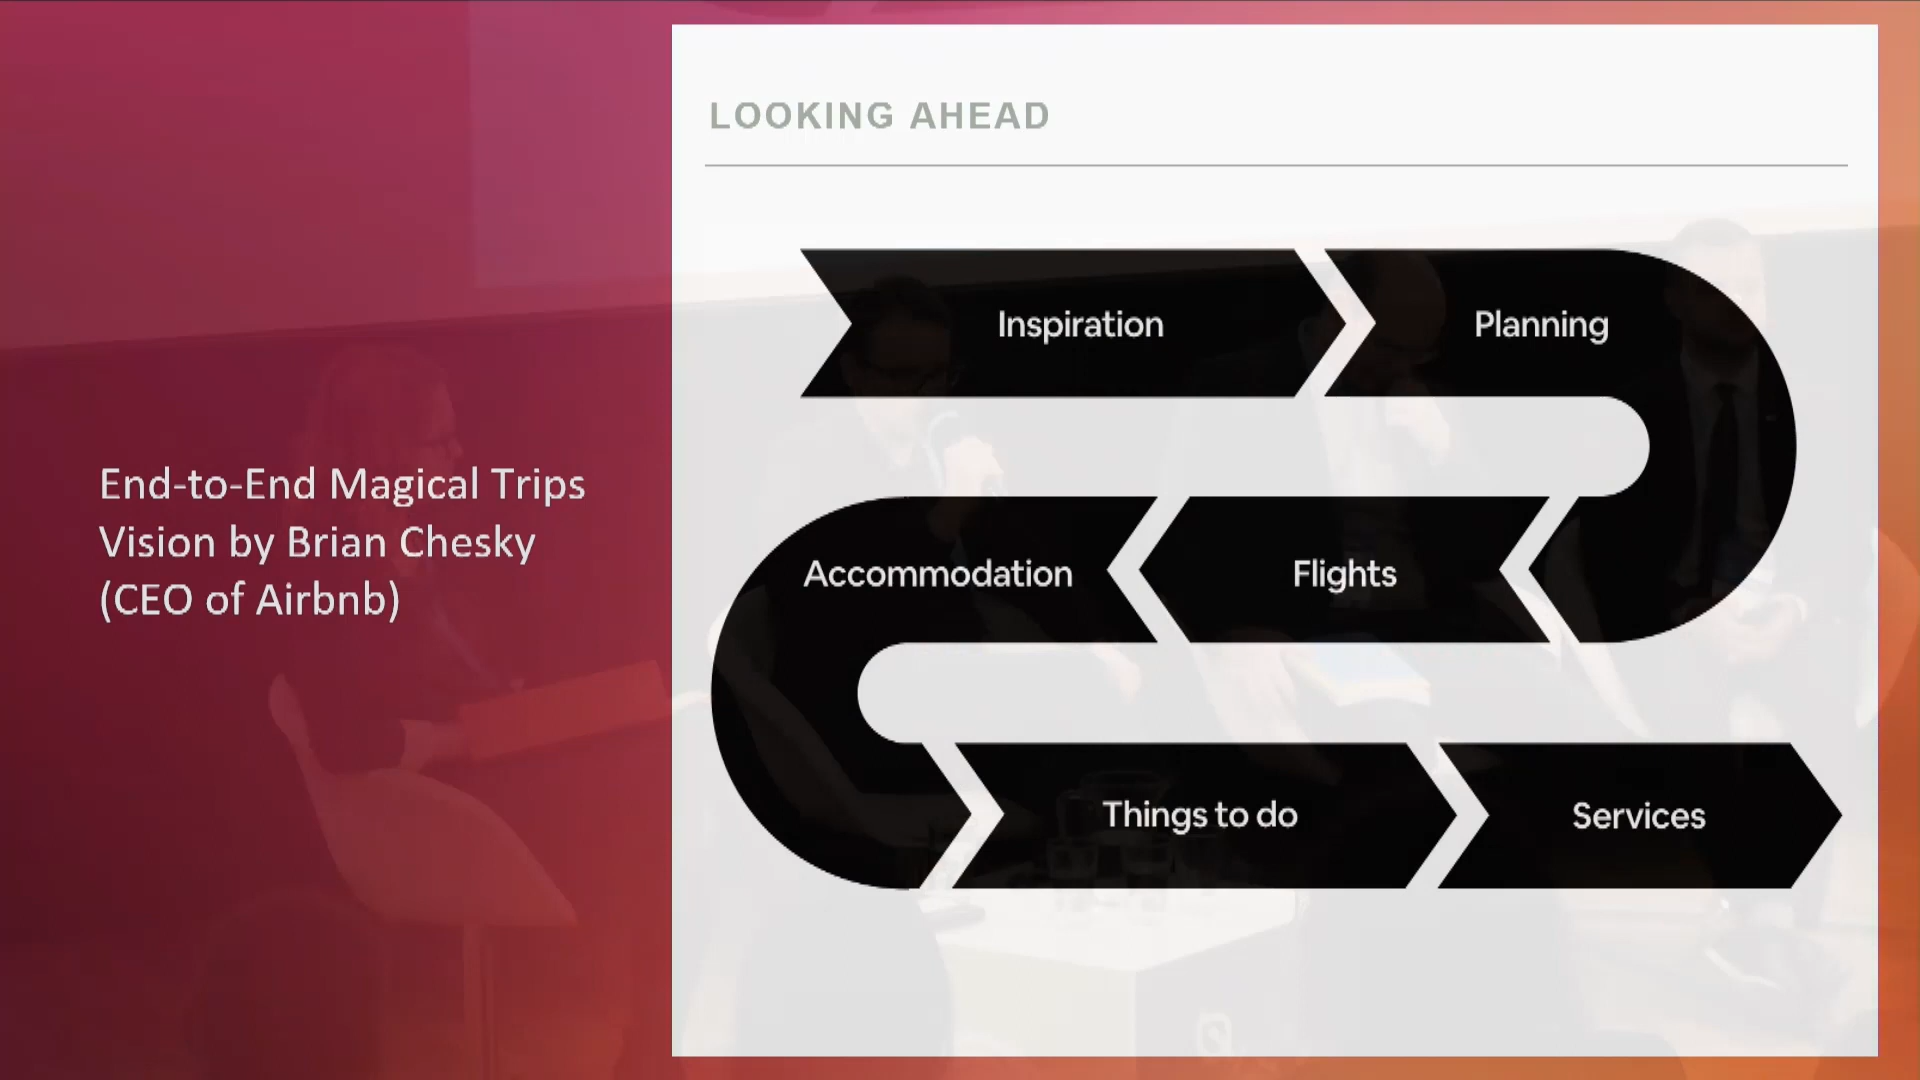 LOOKING AHEAD
End-to-End Magical Trips
Vision by Brian Chesky
(CEO of Airbnb)
Inspiration
Planning
Flights
Accommodation
Things to do
Services